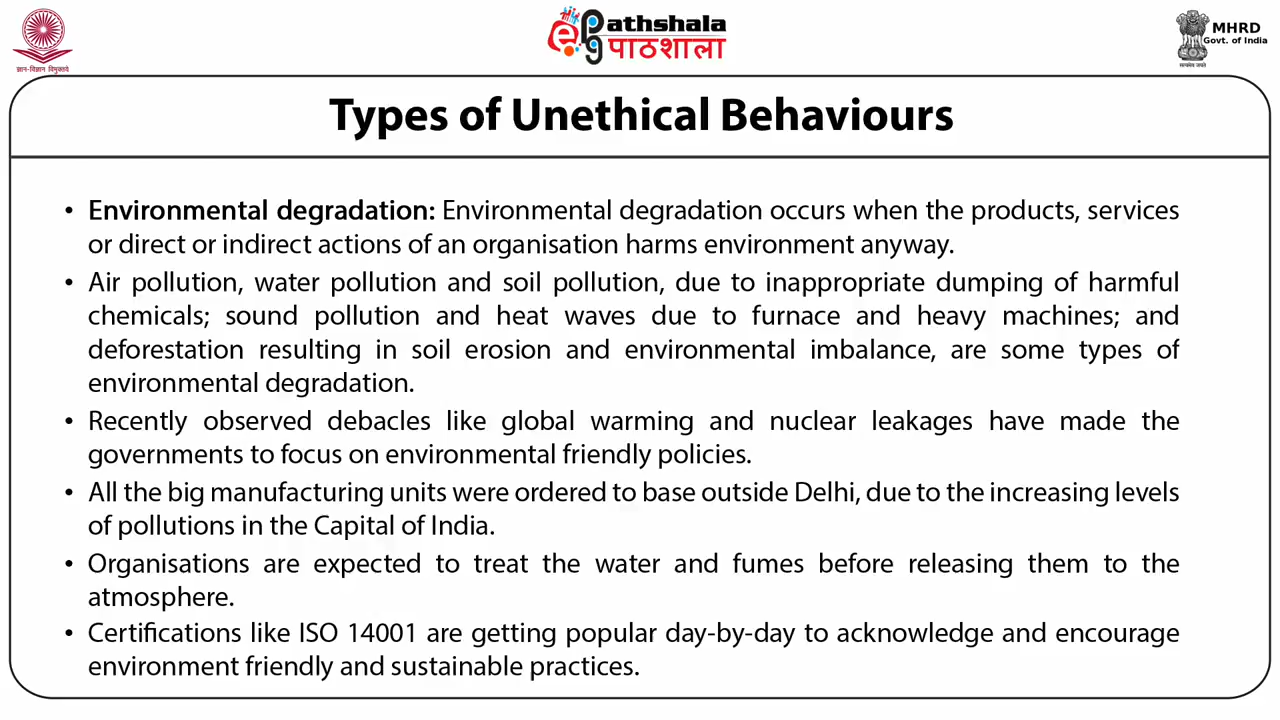 ज्ञान-विज्ञान विमुक्तये
ePG athshala
पाठशाला
MHRD
Govt. of India
सत्यमेव जयते
Types of Unethical Behaviours
• Environmental degradation: Environmental degradation occurs when the products, services
or direct or indirect actions of an organisation harms environment anyway.
• Air pollution, water pollution and soil pollution, due to inappropriate dumping of harmful
chemicals; sound pollution and heat waves due to furnace and heavy machines; and
deforestation resulting in soil erosion and environmental imbalance, are some types of
environmental degradation.
• Recently observed debacles like global warming and nuclear leakages have made the
governments to focus on environmental friendly policies.
• All the big manufacturing units were ordered to base outside Delhi, due to the increasing levels
of pollutions in the Capital of India.
• Organisations are expected to treat the water and fumes before releasing them to the
atmosphere.
• Certifications like ISO 14001 are getting popular day-by-day to acknowledge and encourage
environment friendly and sustainable practices.